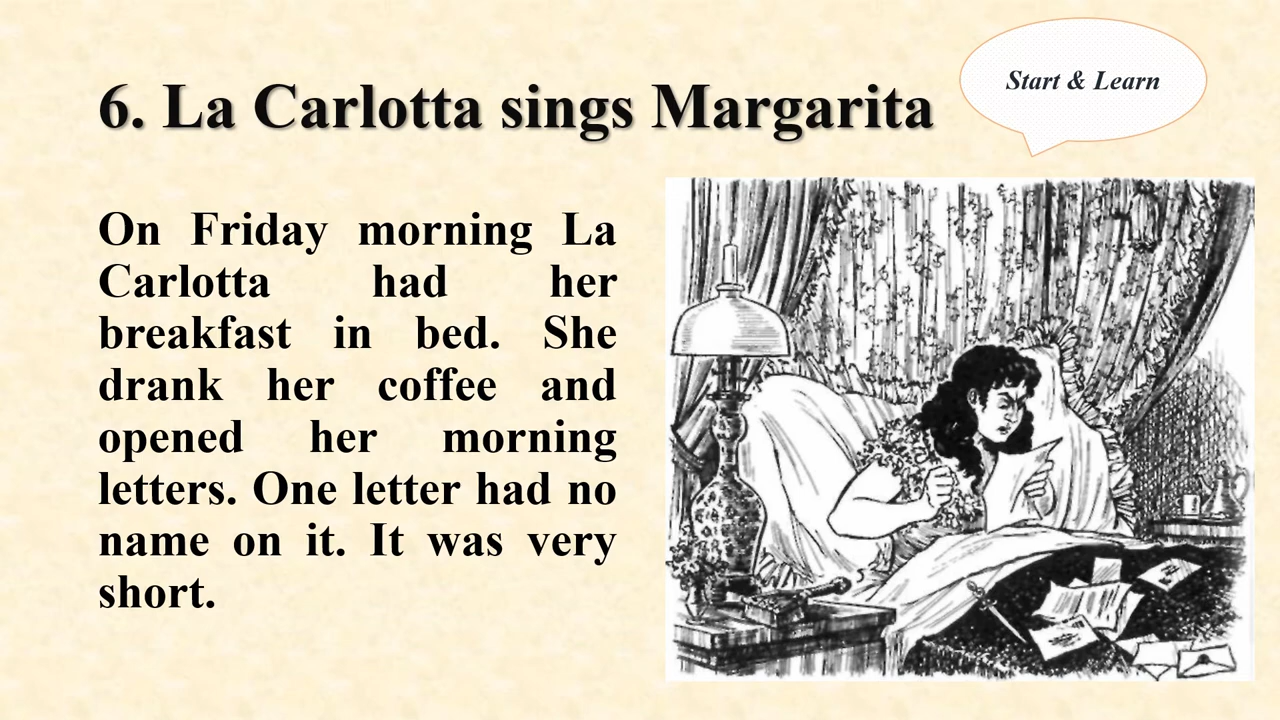 6. La Carlotta sings Margarita
Start & Learn
On Friday morning La
Carlotta had her
breakfast in bed. She
drank her coffee and
opened her morning
letters. One letter had no
name on it. It was very
short.